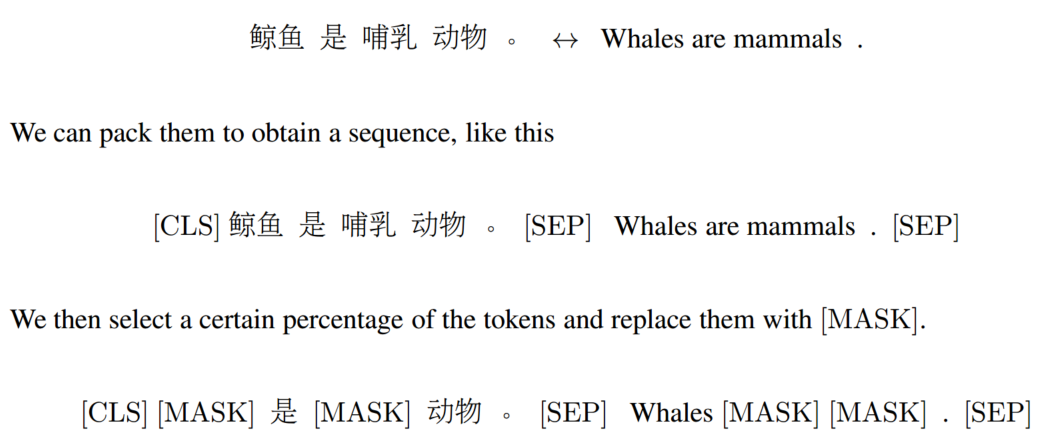 鲸鱼 是 哺乳 动物 。 ↔ Whales are mammals .
We can pack them to obtain a sequence, like this
[CLS] 鲸鱼 是 哺乳 动物 。 [SEP] Whales are mammals . [SEP]
We then select a certain percentage of the tokens and replace them with [MASK].
[CLS] [MASK] 是 [MASK] 动物 。 [SEP] Whales [MASK] [MASK] . [SEP]